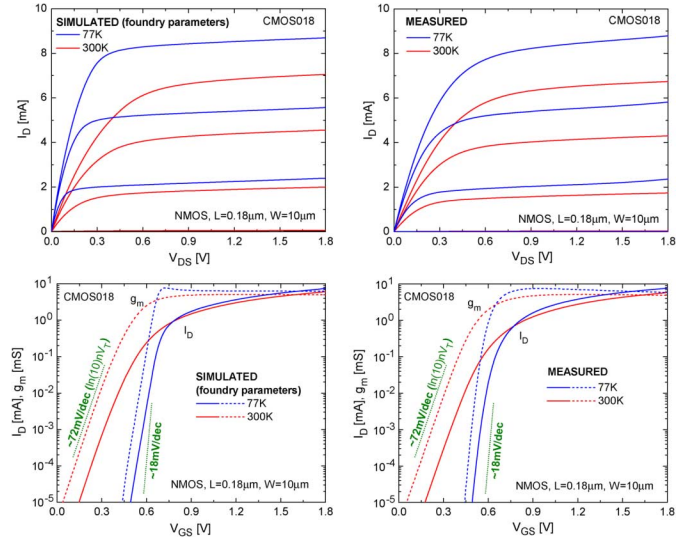 SIMULATED (foundry parameters)
CMOS018
77K
300K
10
8
6
4
2
0
I_D [mA]
NMOS, L=0.18μm, W=10μm
0.0 0.3 0.6 0.9 1.2 1.5 1.8
V_DS [V]
MEASURED
CMOS018
77K
300K
10
8
6
4
2
0
I_D [mA]
NMOS, L=0.18μm, W=10μm
0.0 0.3 0.6 0.9 1.2 1.5 1.8
V_DS [V]
CMOS018
g_m
I_D
~72mV/dec (ln(10)nV_T)
~18mV/dec
SIMULATED
(foundry parameters)
77K
300K
10^1
10^0
10^-1
10^-2
10^-3
10^-4
10^-5
I_D [mA], g_m [mS]
NMOS, L=0.18μm, W=10μm
0.0 0.3 0.6 0.9 1.2 1.5 1.8
V_GS [V]
CMOS018
g_m
I_D
~72mV/dec (ln(10)nV_T)
~18mV/dec
MEASURED
77K
300K
10^1
10^0
10^-1
10^-2
10^-3
10^-4
10^-5
I_D [mA], g_m [mS]
NMOS, L=0.18μm, W=10μm
0.0 0.3 0.6 0.9 1.2 1.5 1.8
V_GS [V]